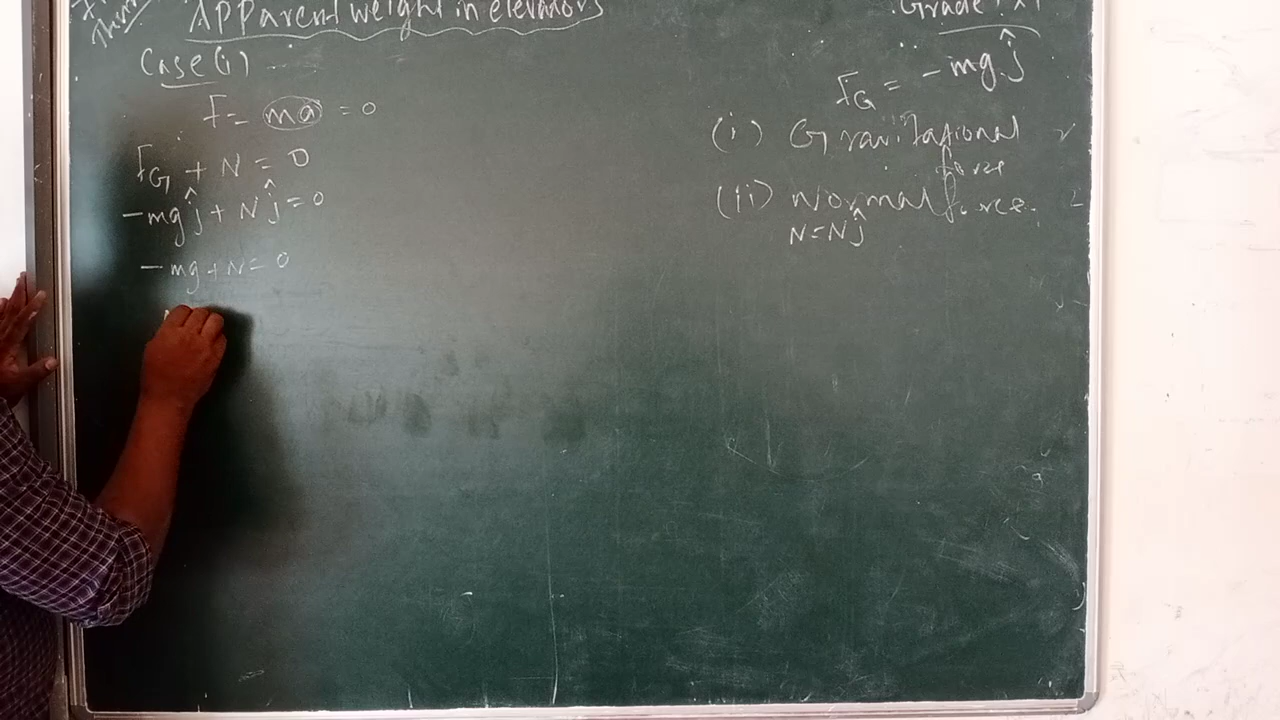 Apparent weight in elevators
Grade: XI
Case (i)
F = ma = 0
F_G + N = 0
-mg ĵ + N ĵ = 0
-mg + N = 0
F_G = -mg ĵ
(i) Gravitational force
(ii) Normal force
N = N ĵ